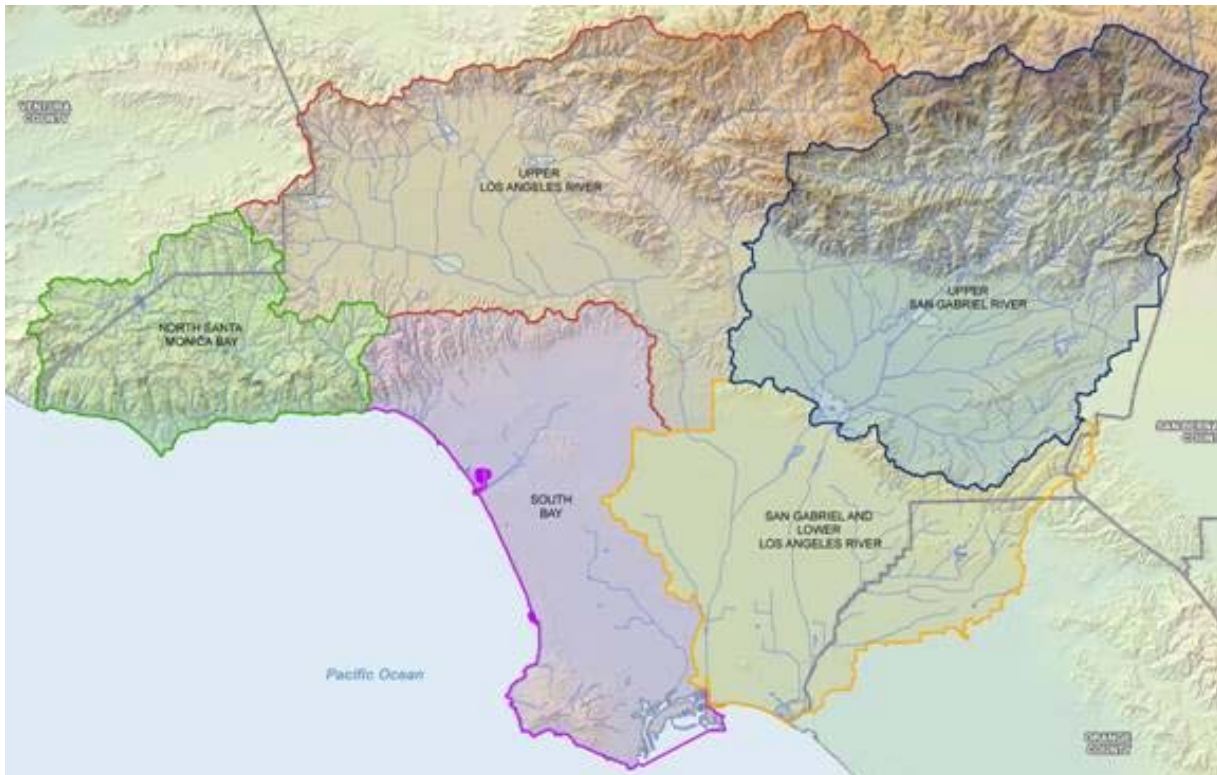 VENTURA
COUNTY
UPPER
LOS ANGELES RIVER
UPPER
SAN GABRIEL RIVER
NORTH SANTA
MONICA BAY
SOUTH
BAY
SAN GABRIEL AND
LOWER
LOS ANGELES RIVER
Pacific Ocean
ORANGE
COUNTY